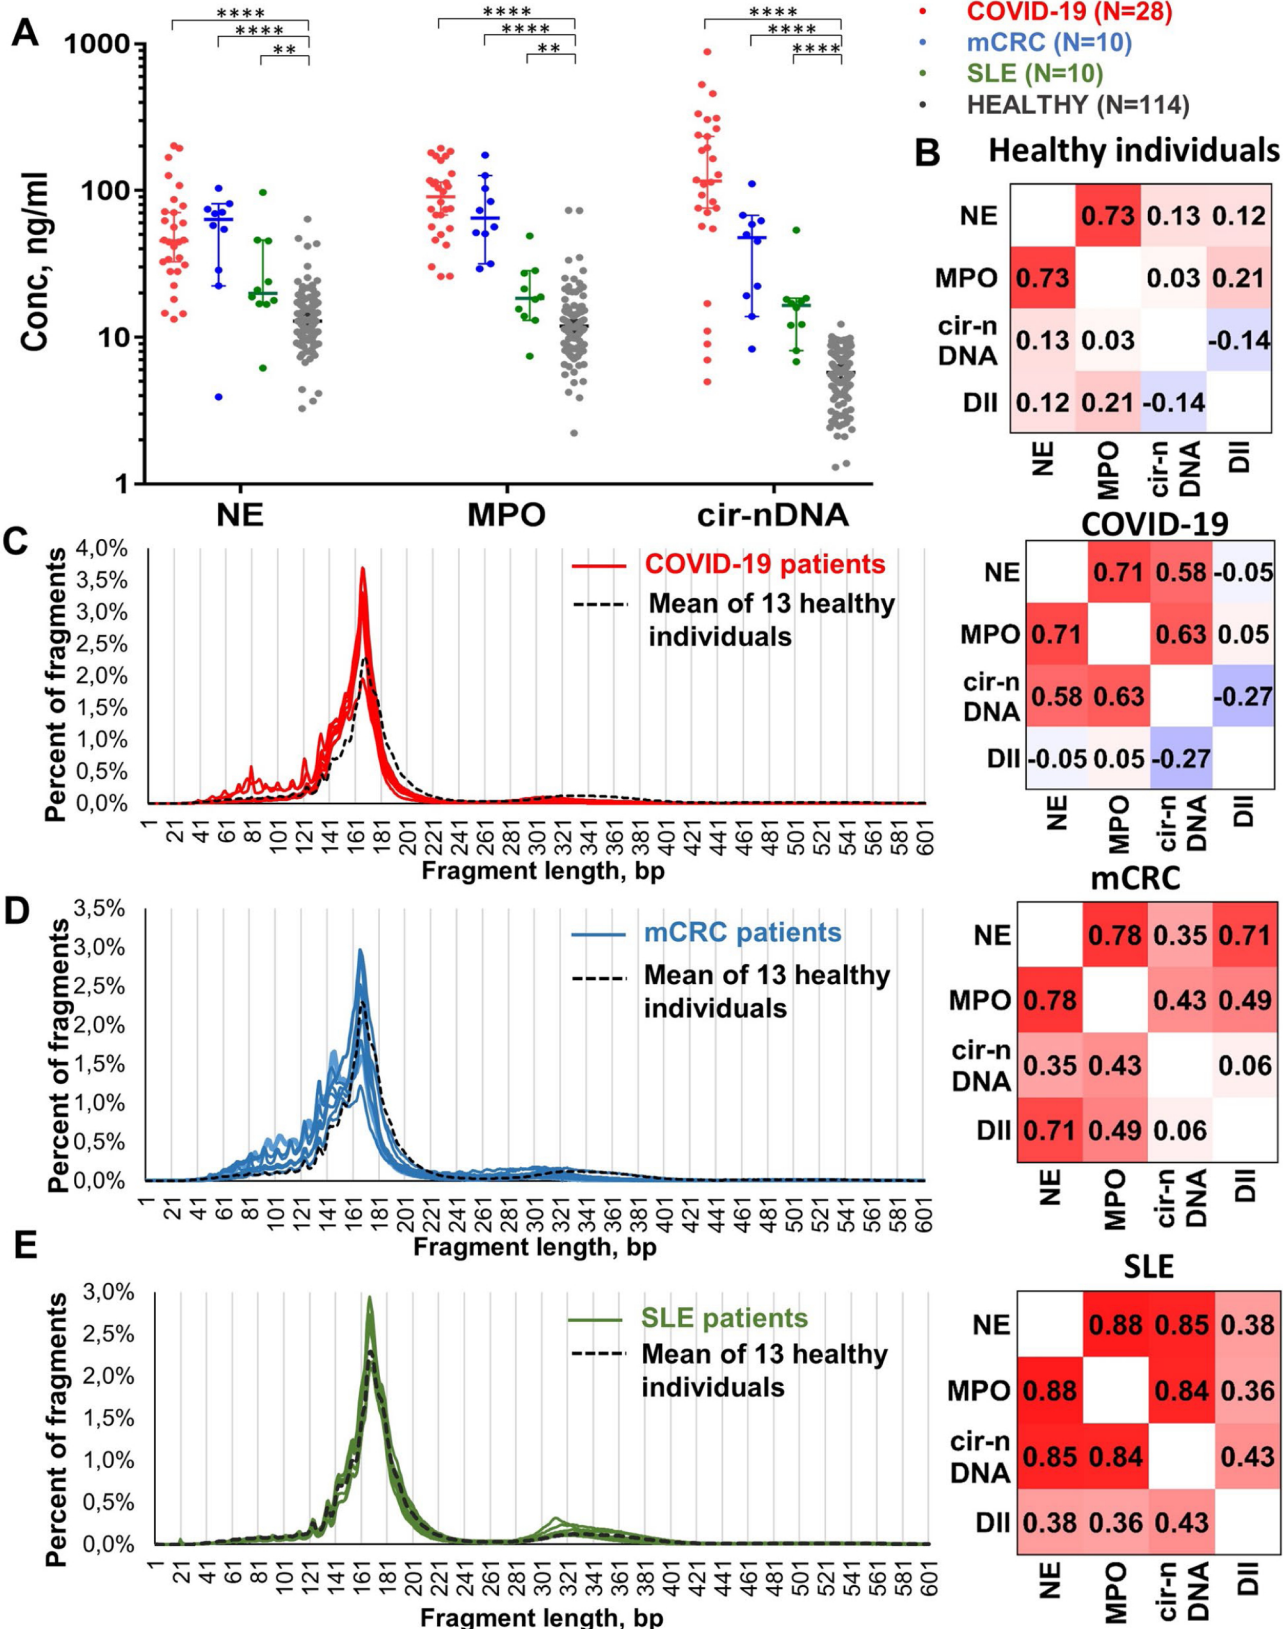 A
1000
100
10
1
Conc, ng/ml
****
****
**
****
****
**
****
****
****
NE
MPO
cir-nDNA
COVID-19 (N=28)
mCRC (N=10)
SLE (N=10)
HEALTHY (N=114)
B
Healthy individuals
NE 0.73 0.13 0.12
MPO 0.73 0.03 0.21
cir-n
DNA 0.13 0.03 -0.14
DII 0.12 0.21 -0.14
NE MPO cir-n DNA DII
COVID-19
NE 0.71 0.58 -0.05
MPO 0.71 0.63 0.05
cir-n
DNA 0.58 0.63 -0.27
DII -0.05 0.05 -0.27
NE MPO cir-n DNA DII
mCRC
NE 0.78 0.35 0.71
MPO 0.78 0.43 0.49
cir-n
DNA 0.35 0.43 0.06
DII 0.71 0.49 0.06
NE MPO cir-n DNA DII
SLE
NE 0.88 0.85 0.38
MPO 0.88 0.84 0.36
cir-n
DNA 0.85 0.84 0.43
DII 0.38 0.36 0.43
NE MPO cir-n DNA DII
C
4,0%
3,5%
3,0%
2,5%
2,0%
1,5%
1,0%
0,5%
0,0%
Percent of fragments
COVID-19 patients
Mean of 13 healthy
individuals
1 21 41 61 81 101 121 141 161 181 201 221 241 261 281 301 321 341 361 381 401 421 441 461 481 501 521 541 561 581 601
Fragment length, bp
D
3,5%
3,0%
2,5%
2,0%
1,5%
1,0%
0,5%
0,0%
Percent of fragments
mCRC patients
Mean of 13 healthy
individuals
1 21 41 61 81 101 121 141 161 181 201 221 241 261 281 301 321 341 361 381 401 421 441 461 481 501 521 541 561 581 601
Fragment length, bp
E
3,0%
2,5%
2,0%
1,5%
1,0%
0,5%
0,0%
Percent of fragments
SLE patients
Mean of 13 healthy
individuals
1 21 41 61 81 101 121 141 161 181 201 221 241 261 281 301 321 341 361 381 401 421 441 461 481 501 521 541 561 581 601
Fragment length, bp